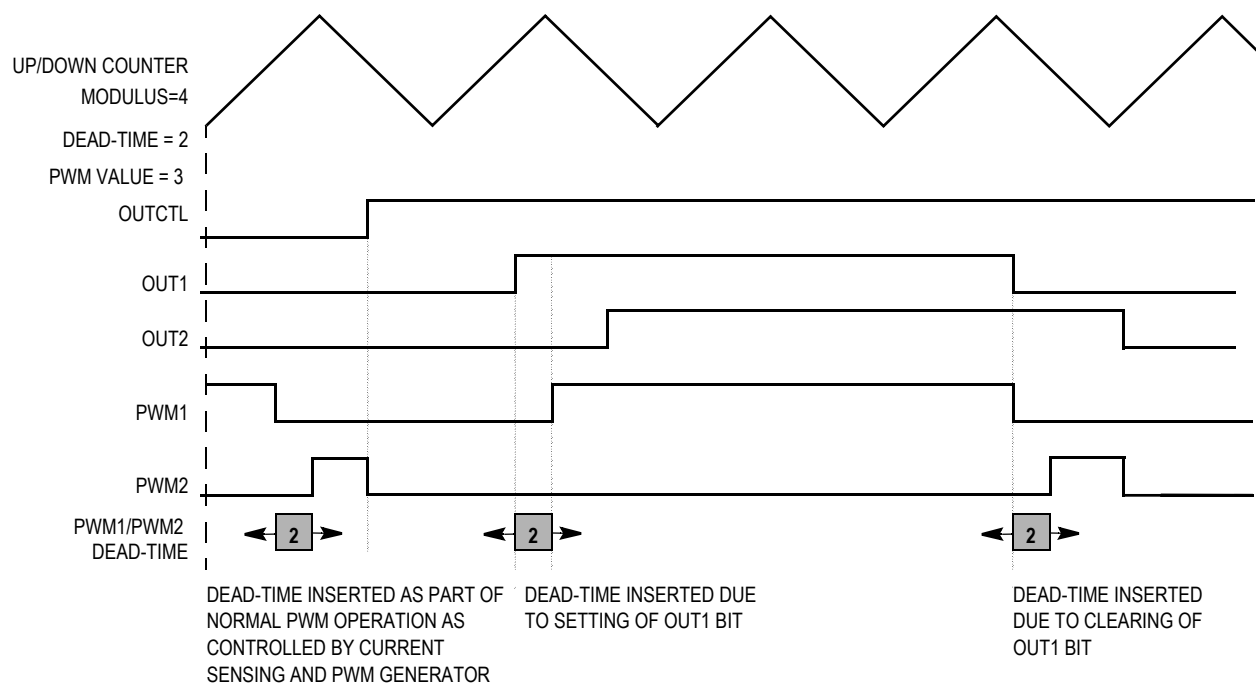 UP/DOWN COUNTER
MODULUS=4
DEAD-TIME = 2
PWM VALUE = 3
OUTCTL
OUT1
OUT2
PWM1
PWM2
PWM1/PWM2
DEAD-TIME
2
2
2
DEAD-TIME INSERTED AS PART OF
NORMAL PWM OPERATION AS
CONTROLLED BY CURRENT
SENSING AND PWM GENERATOR
DEAD-TIME INSERTED DUE
TO SETTING OF OUT1 BIT
DEAD-TIME INSERTED
DUE TO CLEARING OF
OUT1 BIT